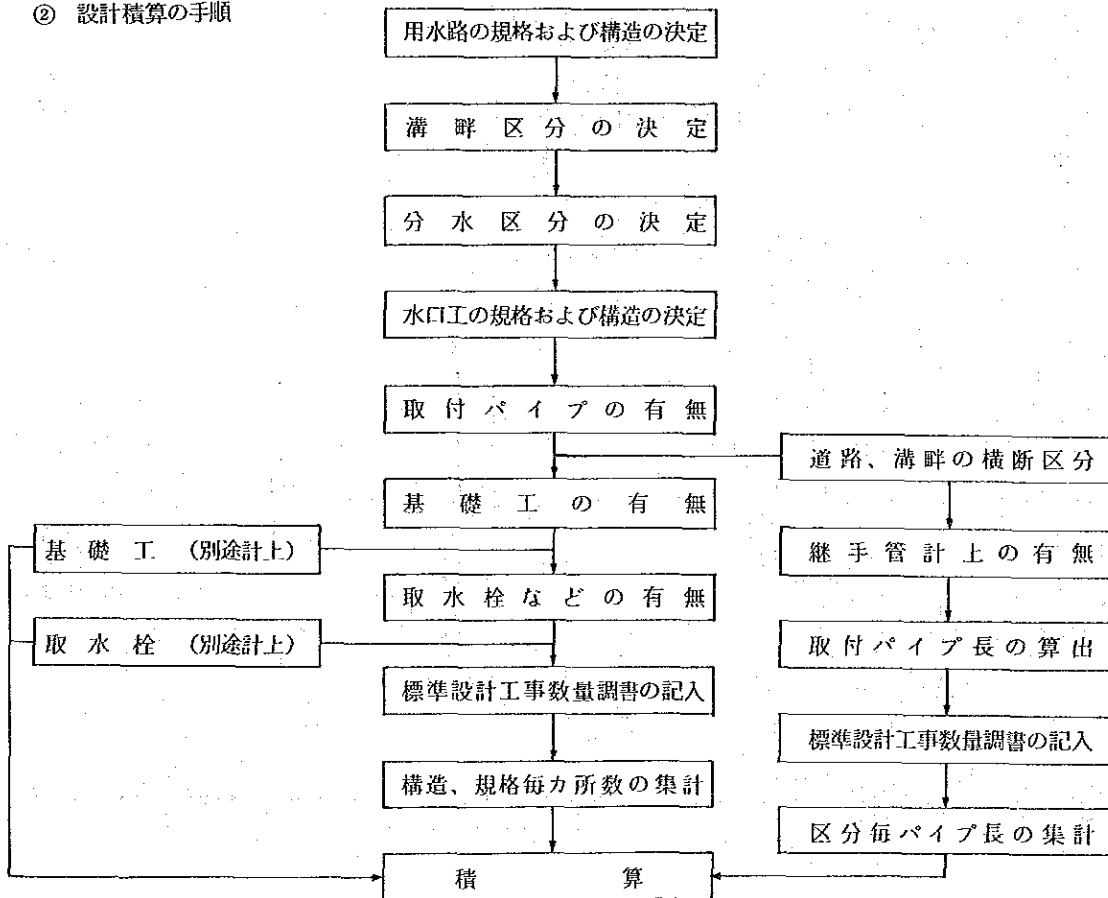 ② 設計積算の手順
用水路の規格および構造の決定
溝畔区分の決定
分水区分の決定
水口工の規格および構造の決定
取付パイプの有無
道路、溝畔の横断区分
基礎工の有無
基礎工(別途計上)
継手管計上の有無
取水栓などの有無
取水栓(別途計上)
取付パイプ長の算出
標準設計工事数量調書の記入
標準設計工事数量調書の記入
構造、規格毎カ所数の集計
区分毎パイプ長の集計
積算